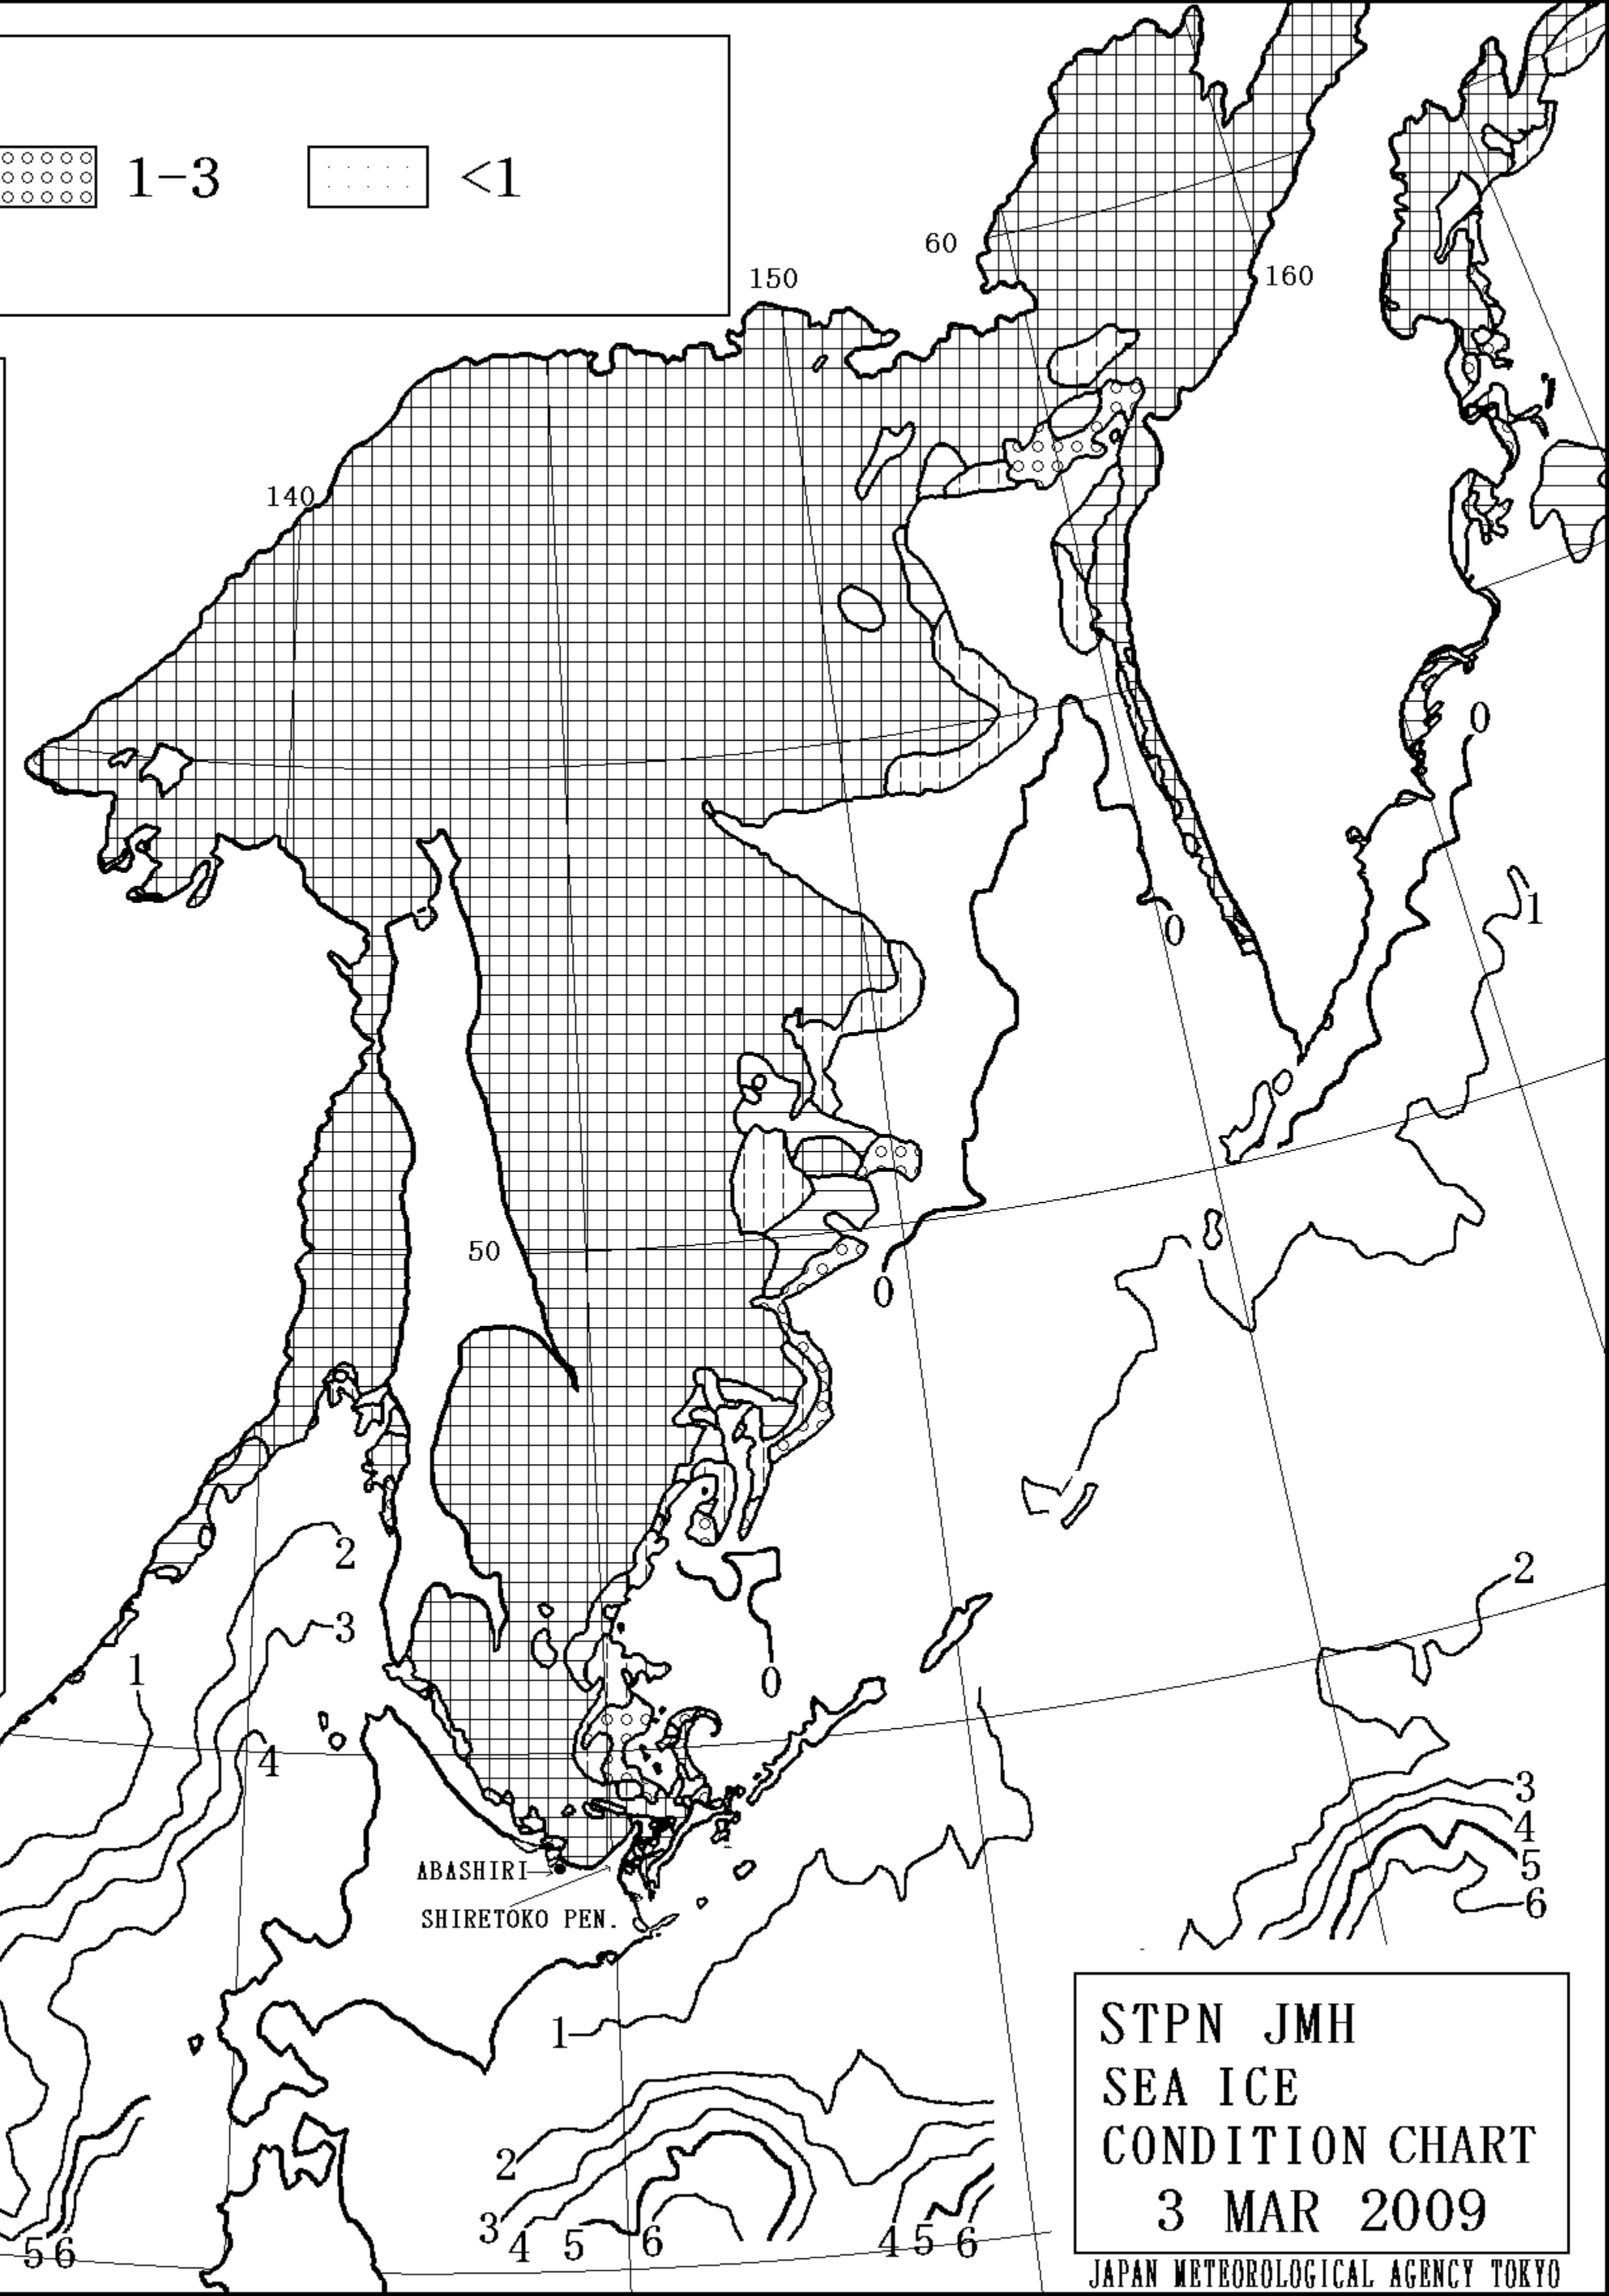 1-3 <1
60
150
160
140
0
1
0
50
0
2
2
3
0
1
4
3
4
5
6
ABASHIRI
SHIRETOKO PEN.
1
STPN JMH
SEA ICE
CONDITION CHART
3 MAR 2009
2
3 4 5 6 4 5 6
5 6
JAPAN METEOROLOGICAL AGENCY TOKYO